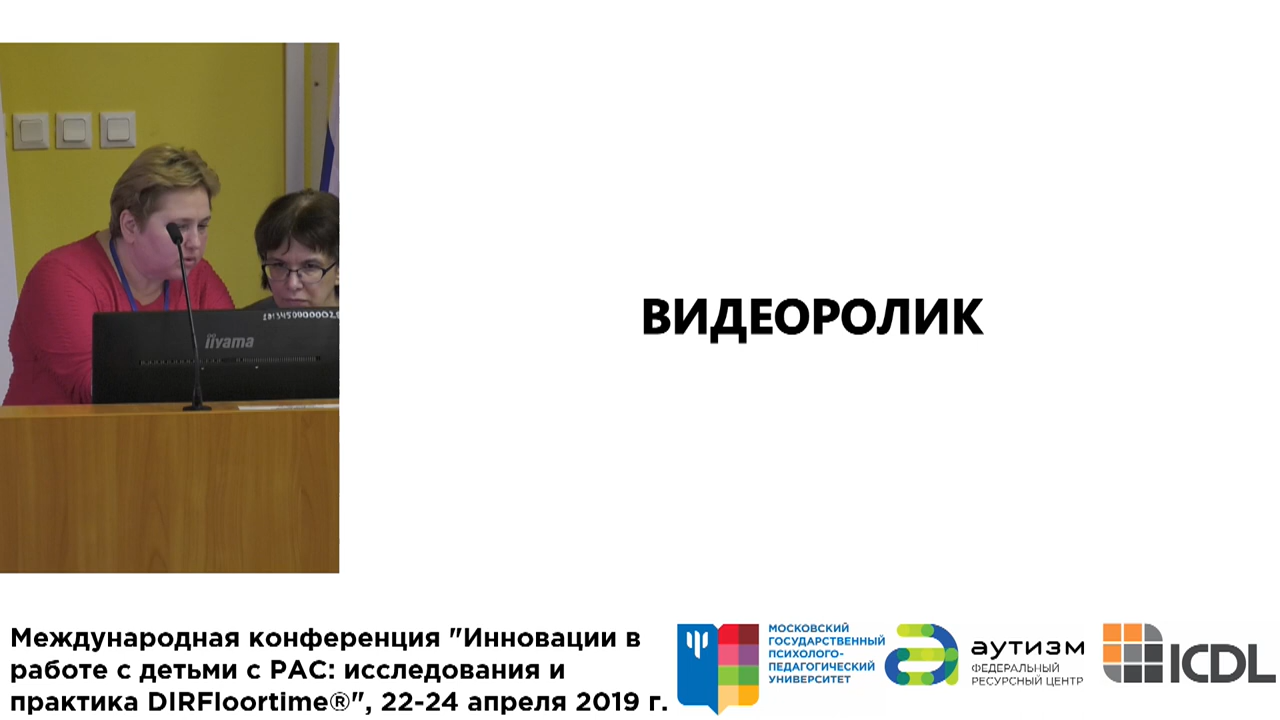 ВИДЕОРОЛИК
iiyama
Международная конференция "Инновации в
работе с детьми с РАС: исследования и
практика DIRFloortime®", 22-24 апреля 2019 г.
МОСКОВСКИЙ
ГОСУДАРСТВЕННЫЙ
ПСИХОЛОГО-
ПЕДАГОГИЧЕСКИЙ
УНИВЕРСИТЕТ
аутизм
ФЕДЕРАЛЬНЫЙ
РЕСУРСНЫЙ ЦЕНТР
ICDL